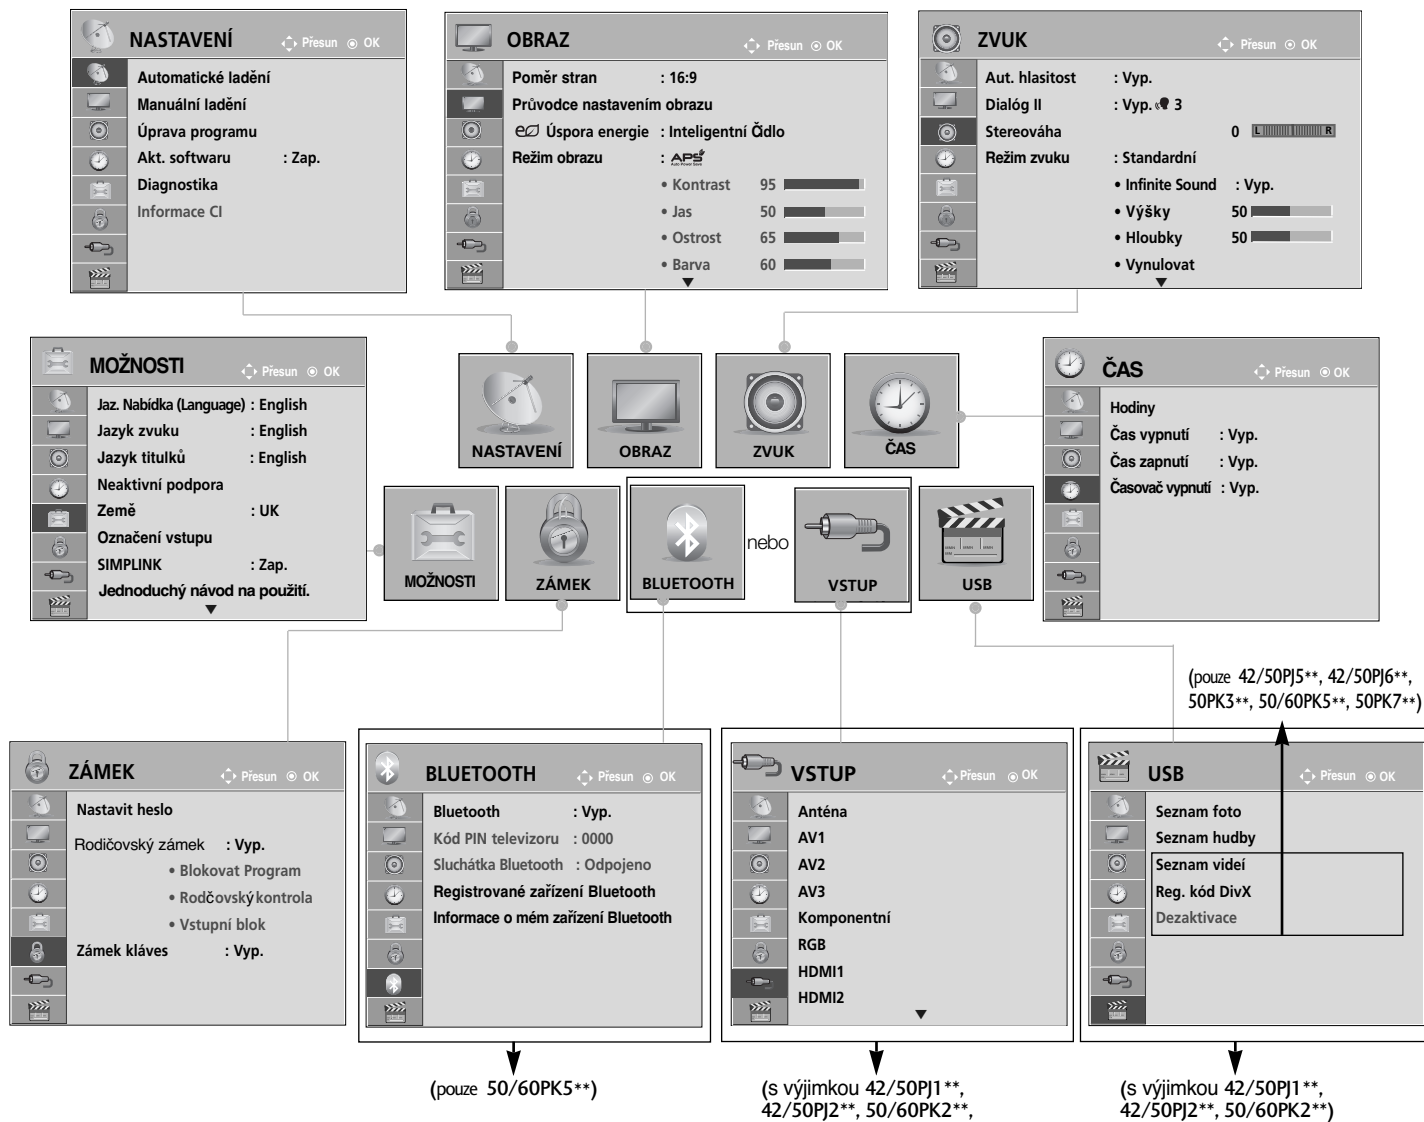 NASTAVENÍ Přesun OK
Automatické ladění
Manuální ladění
Úprava programu
Akt. softwaru : Zap.
Diagnostika
Informace CI
OBRAZ Přesun OK
Poměr stran : 16:9
Průvodce nastavením obrazu
eco Úspora energie : Inteligentní Čidlo
Režim obrazu : APS
Auto Power Save
• Kontrast 95
• Jas 50
• Ostrost 65
• Barva 60
ZVUK Přesun OK
Aut. hlasitost : Vyp.
Dialóg II : Vyp. 3
Stereováha 0 L R
Režim zvuku : Standardní
• Infinite Sound : Vyp.
• Výšky 50
• Hloubky 50
• Vynulovat
MOŽNOSTI Přesun OK
Jaz. Nabídka (Language) : English
Jazyk zvuku : English
Jazyk titulků : English
Neaktivní podpora
Země : UK
Označení vstupu
SIMPLINK : Zap.
Jednoduchý návod na použití.
NASTAVENÍ
OBRAZ
ZVUK
ČAS
MOŽNOSTI
ZÁMEK
BLUETOOTH
nebo
VSTUP
USB
ČAS Přesun OK
Hodiny
Čas vypnutí : Vyp.
Čas zapnutí : Vyp.
Časovač vypnutí : Vyp.
(pouze 42/50PJ5**, 42/50PJ6**,
50PK3**, 50/60PK5**, 50PK7**)
ZÁMEK Přesun OK
Nastavit heslo
Rodičovský zámek : Vyp.
• Blokovat Program
• Rodčovský kontrola
• Vstupní blok
Zámek kláves : Vyp.
BLUETOOTH Přesun OK
Bluetooth : Vyp.
Kód PIN televizoru : 0000
Sluchátka Bluetooth : Odpojeno
Registrované zařízení Bluetooth
Informace o mém zařízení Bluetooth
(pouze 50/60PK5**)
VSTUP Přesun OK
Anténa
AV1
AV2
AV3
Komponentní
RGB
HDMI1
HDMI2
(s výjimkou 42/50PJ1**,
42/50PJ2**, 50/60PK2**,
USB Přesun OK
Seznam foto
Seznam hudby
Seznam videí
Reg. kód DivX
Dezaktivace
(s výjimkou 42/50PJ1**,
42/50PJ2**, 50/60PK2**)